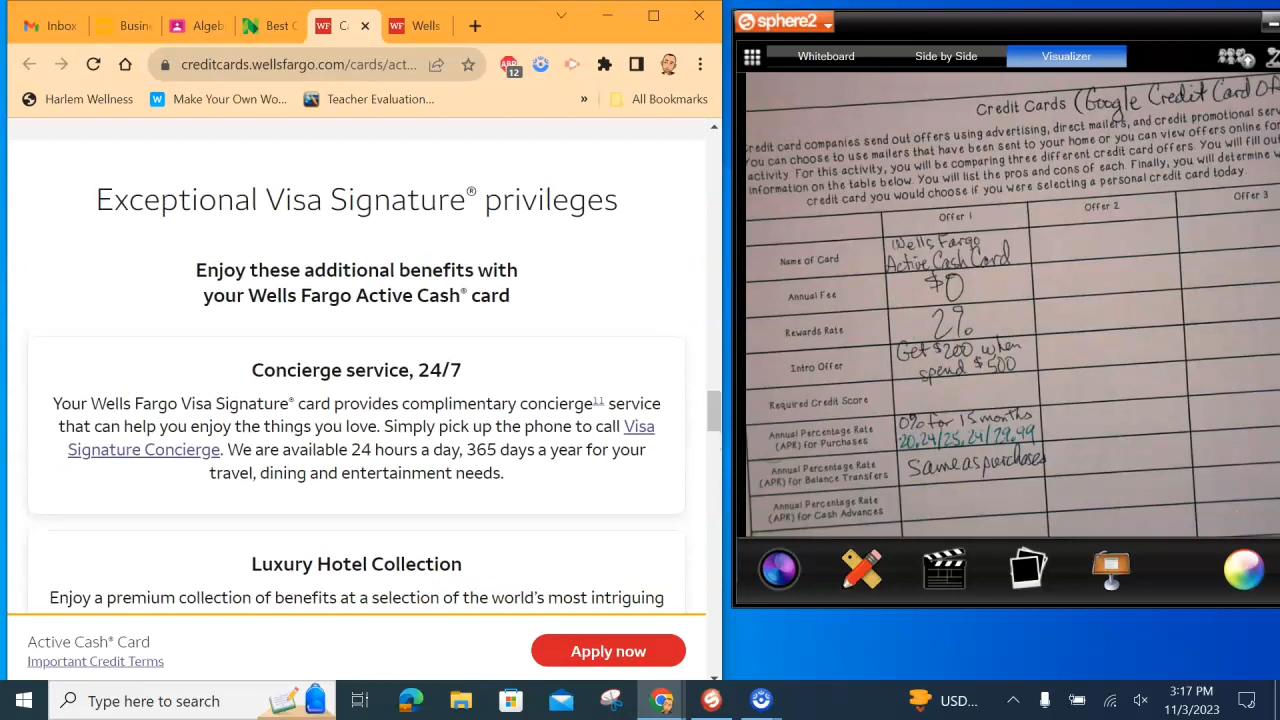 Inbox
Busin
Algeb
Best C
Ca
Wells
creditcards.wellsfargo.com/cards/act...
12
Harlem Wellness
Make Your Own Wo...
Teacher Evaluation...
»
All Bookmarks
Exceptional Visa Signature® privileges
Enjoy these additional benefits with
your Wells Fargo Active Cash® card
Concierge service, 24/7
Your Wells Fargo Visa Signature® card provides complimentary concierge11 service
that can help you enjoy the things you love. Simply pick up the phone to call Visa
Signature Concierge. We are available 24 hours a day, 365 days a year for your
travel, dining and entertainment needs.
Luxury Hotel Collection
Enjoy a premium collection of benefits at a selection of the world's most intriguing
Active Cash® Card
Important Credit Terms
Apply now
sphere2
Whiteboard
Side by Side
Visualizer
Credit Cards (Google Credit Card Of
redit card companies send out offers using advertising, direct mailers, and credit promotional serv
You can choose to use mailers that have been sent to your home or you can view offers online for
activity. For this activity, you will be comparing three different credit card offers. You will fill out
information on the table below. You will list the pros and cons of each. Finally, you will determine w
credit card you would choose if you were selecting a personal credit card today.
Offer 1
Offer 2
Offer 3
Name of Card
Wells Fargo
Active Cash Card
Annual Fee
$0
Rewards Rate
2%
Intro Offer
Get $200 when
spend $500
Required Credit Score
Annual Percentage Rate
(APR) for Purchases
0% for 15 months
20.24/25.24/29.99
Annual Percentage Rate
(APR) for Balance Transfers
Same as purchases
Annual Percentage Rate
(APR) for Cash Advances
Type here to search
USD...
3:17 PM
11/3/2023